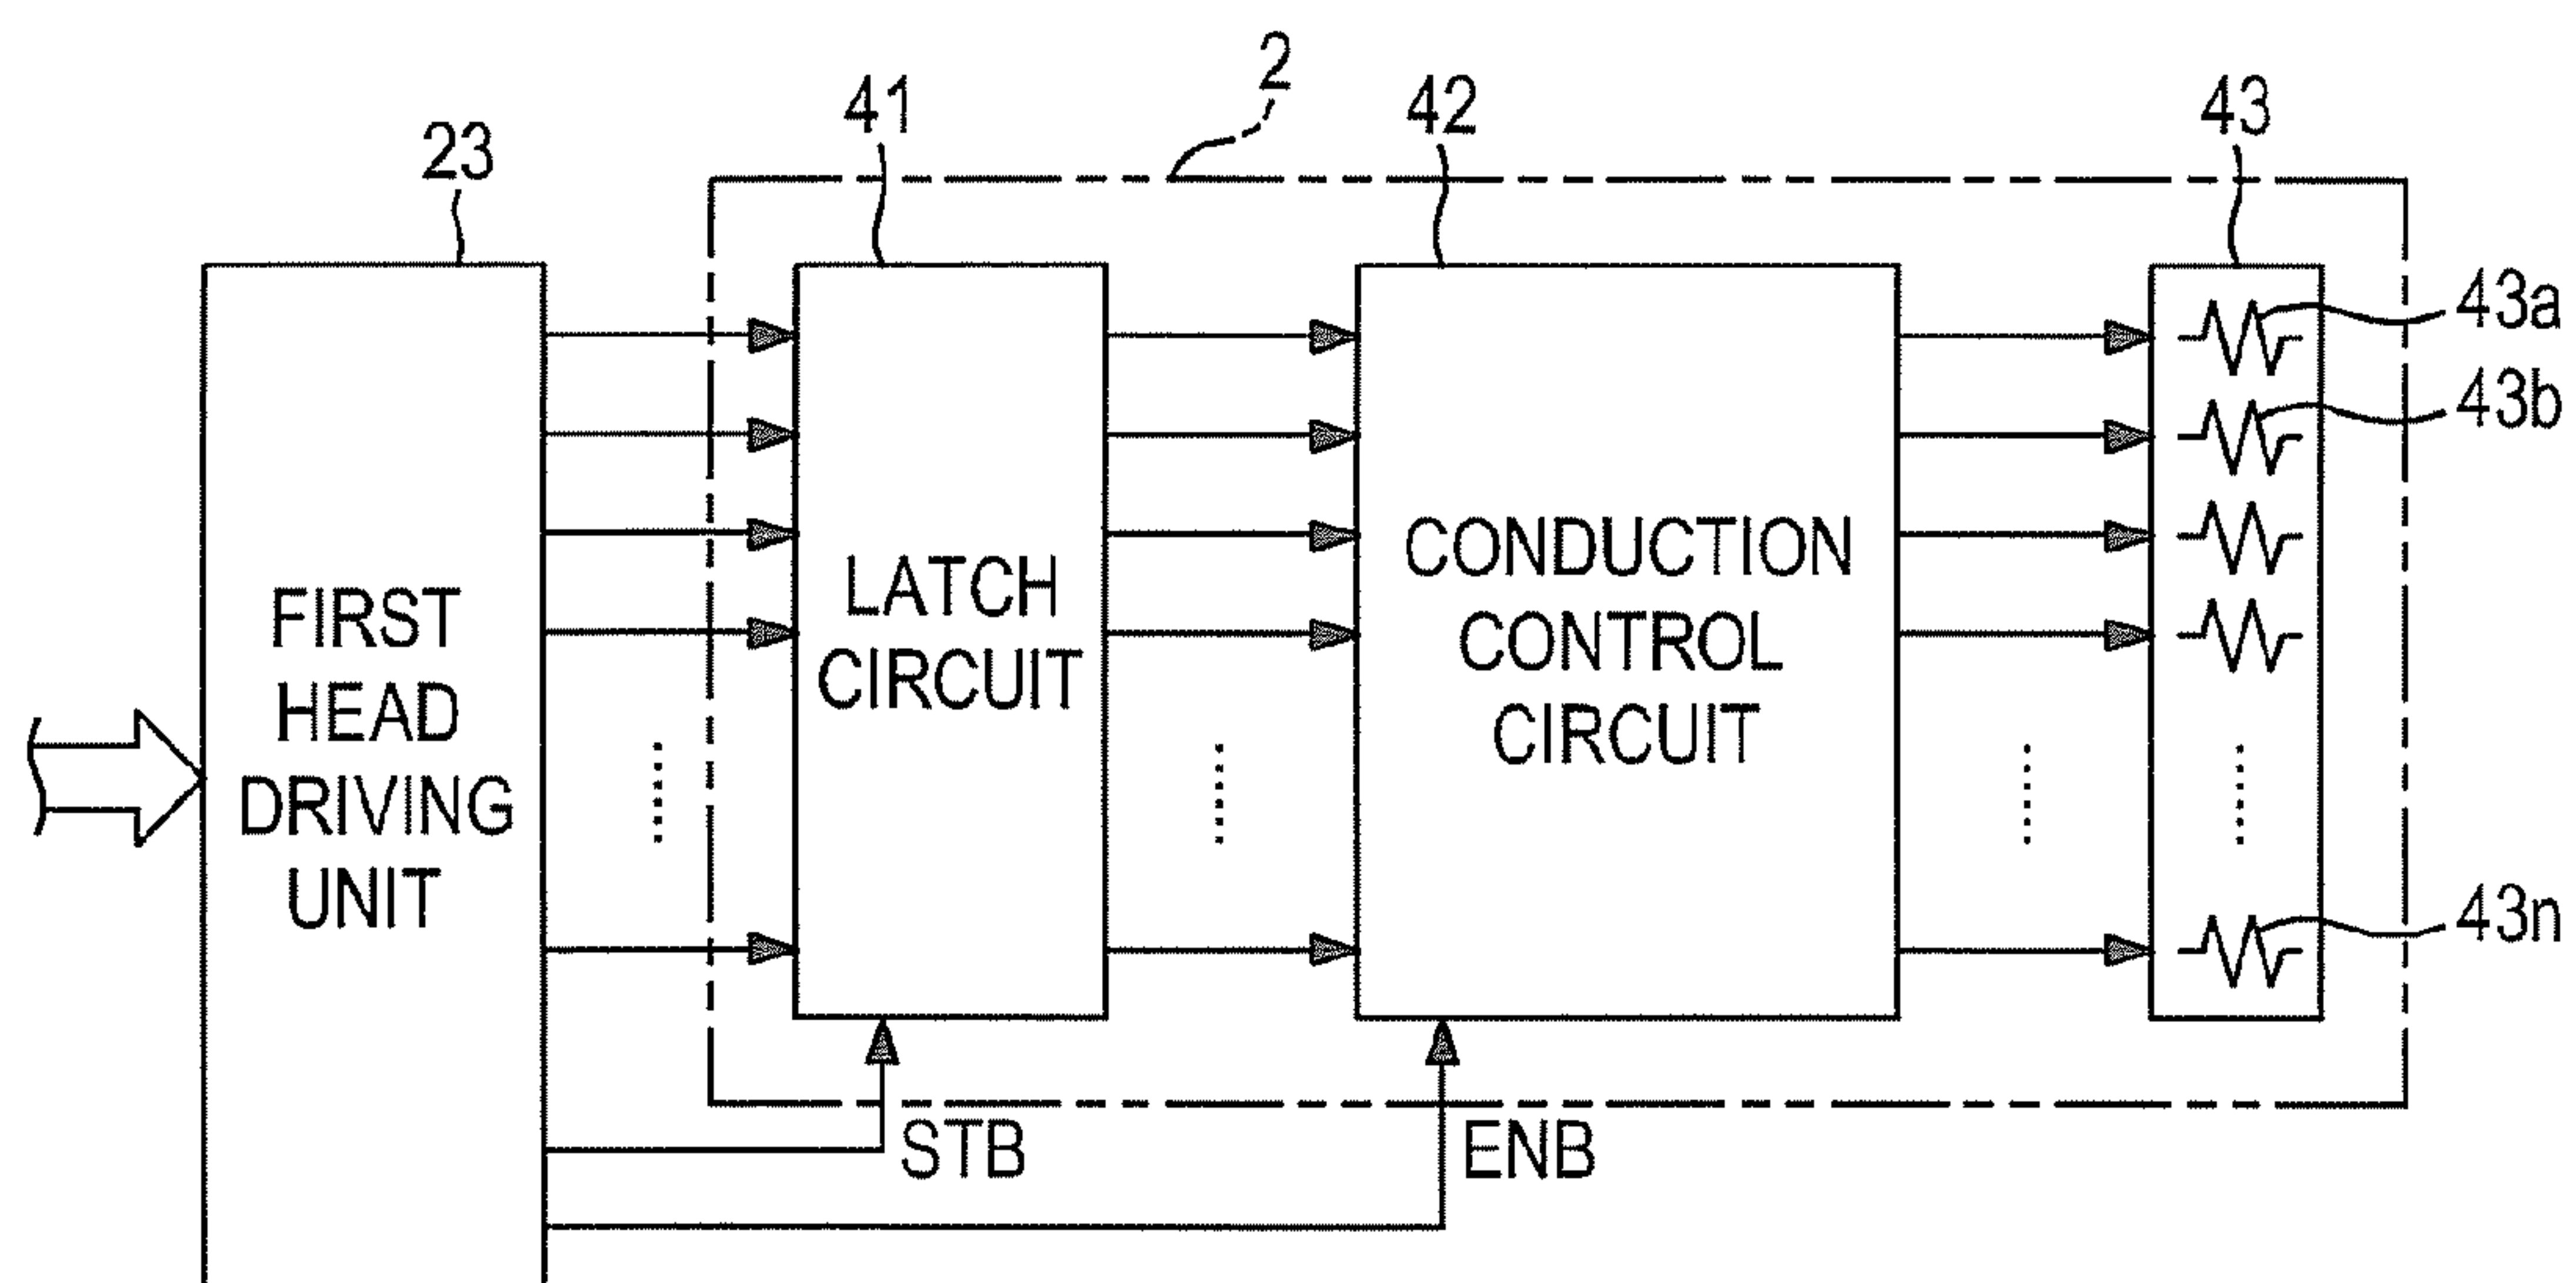 2
41
42
43
23
43a
43b
FIRST
HEAD
DRIVING
UNIT
LATCH
CIRCUIT
CONDUCTION
CONTROL
CIRCUIT
43n
STB
ENB